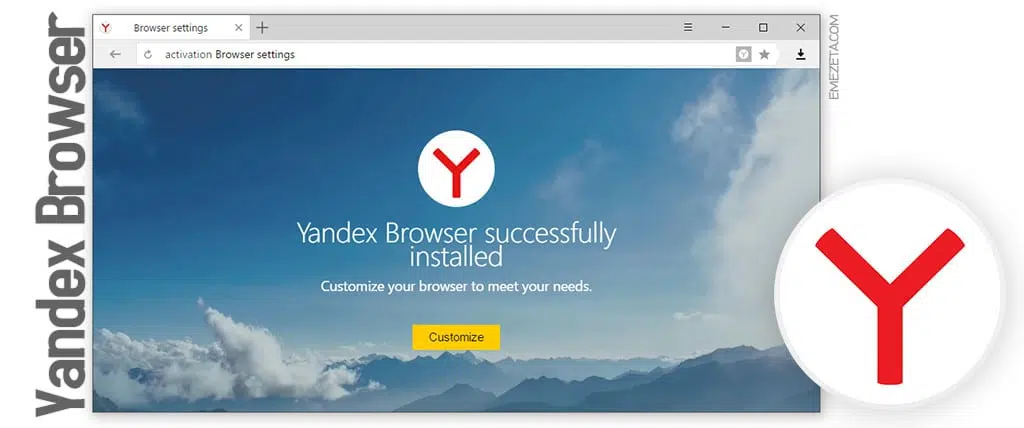 Yandex Browser
Browser settings
activation Browser settings
EMEZETA.COM
Y
Yandex Browser successfully
installed
Customize your browser to meet your needs.
Customize
Y